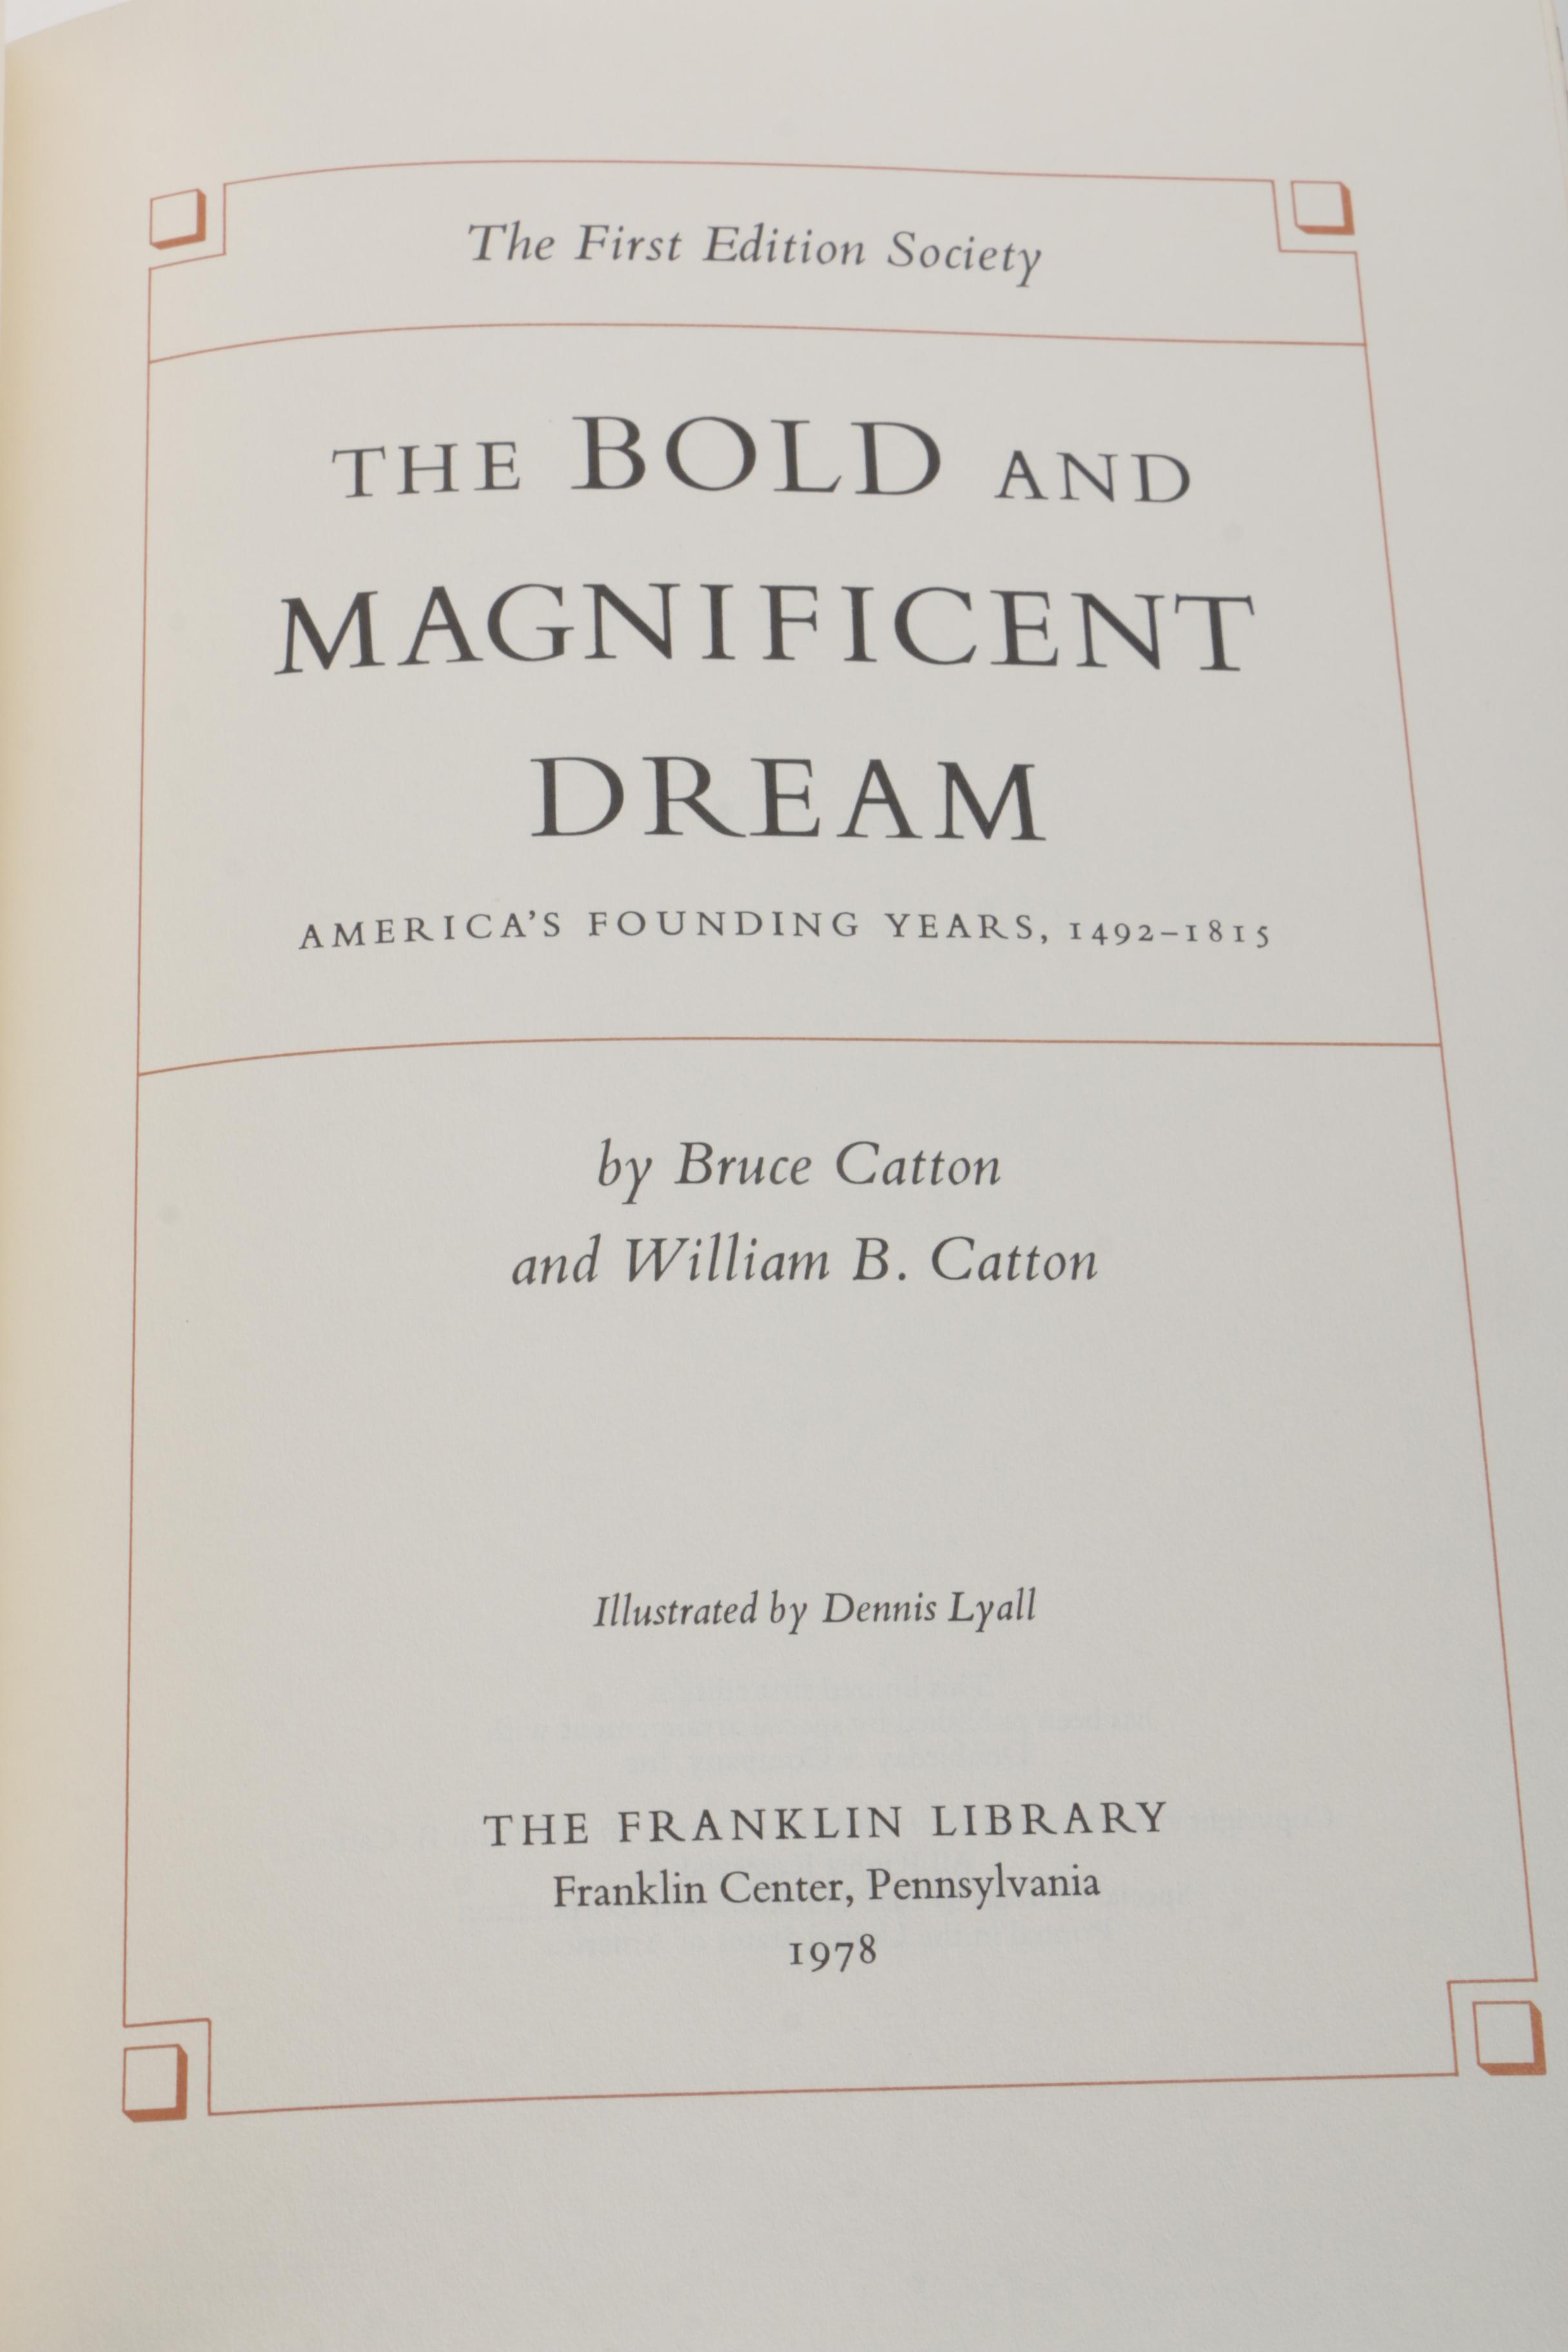 The First Edition Society
THE BOLD AND
MAGNIFICENT
DREAM
AMERICA'S FOUNDING YEARS, 1492–1815
by Bruce Catton
and William B. Catton
Illustrated by Dennis Lyall
THE FRANKLIN LIBRARY
Franklin Center, Pennsylvania
1978